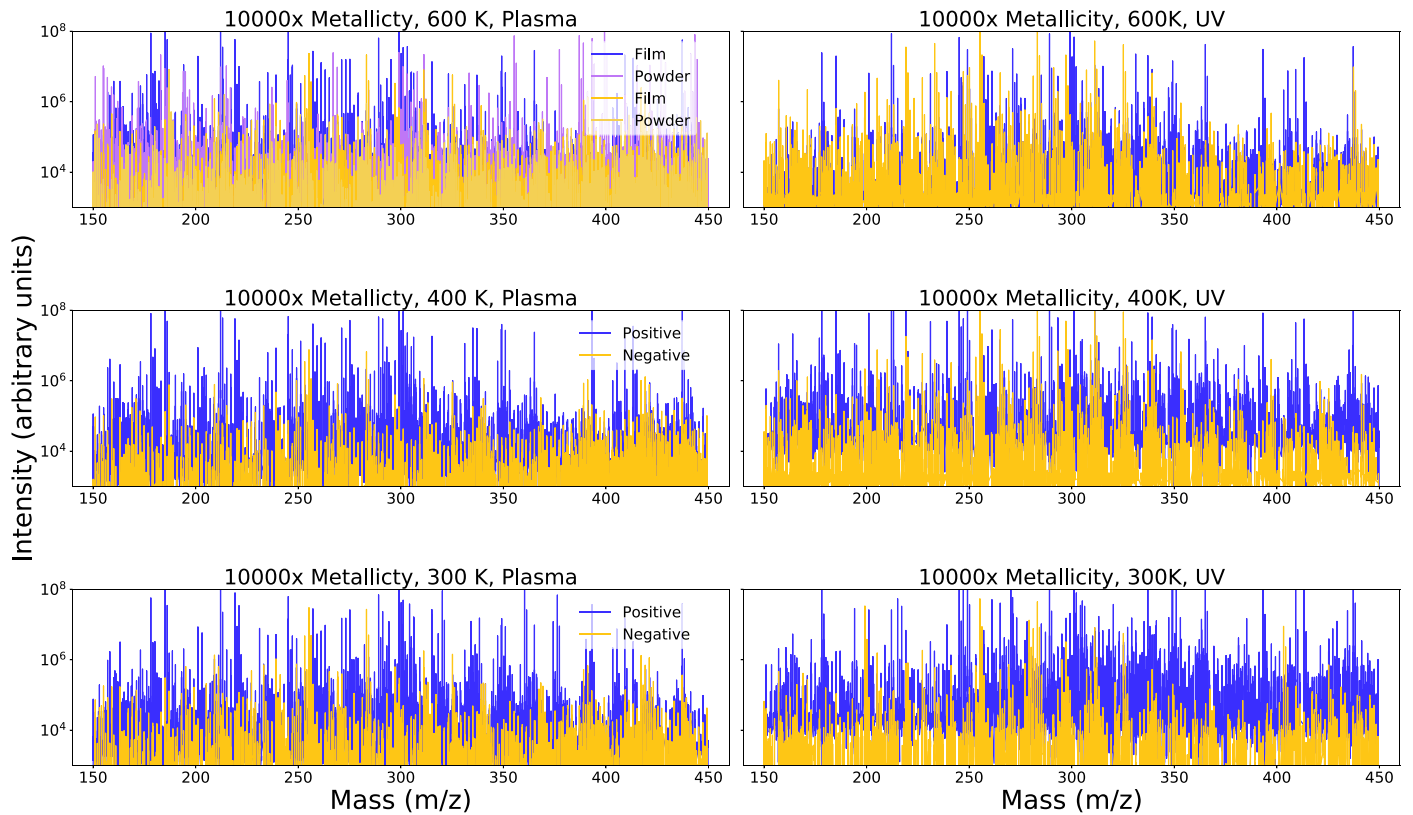 10000x Metallicty, 600 K, Plasma
10000x Metallicity, 600K, UV
10^8
10^6
10^4
Film
Powder
Film
Powder
150 200 250 300 350 400 450
150 200 250 300 350 400 450
10000x Metallicty, 400 K, Plasma
10000x Metallicity, 400K, UV
10^8
10^6
10^4
Positive
Negative
150 200 250 300 350 400 450
150 200 250 300 350 400 450
Intensity (arbitrary units)
10000x Metallicty, 300 K, Plasma
10000x Metallicity, 300K, UV
10^8
10^6
10^4
Positive
Negative
150 200 250 300 350 400 450
150 200 250 300 350 400 450
Mass (m/z)
Mass (m/z)